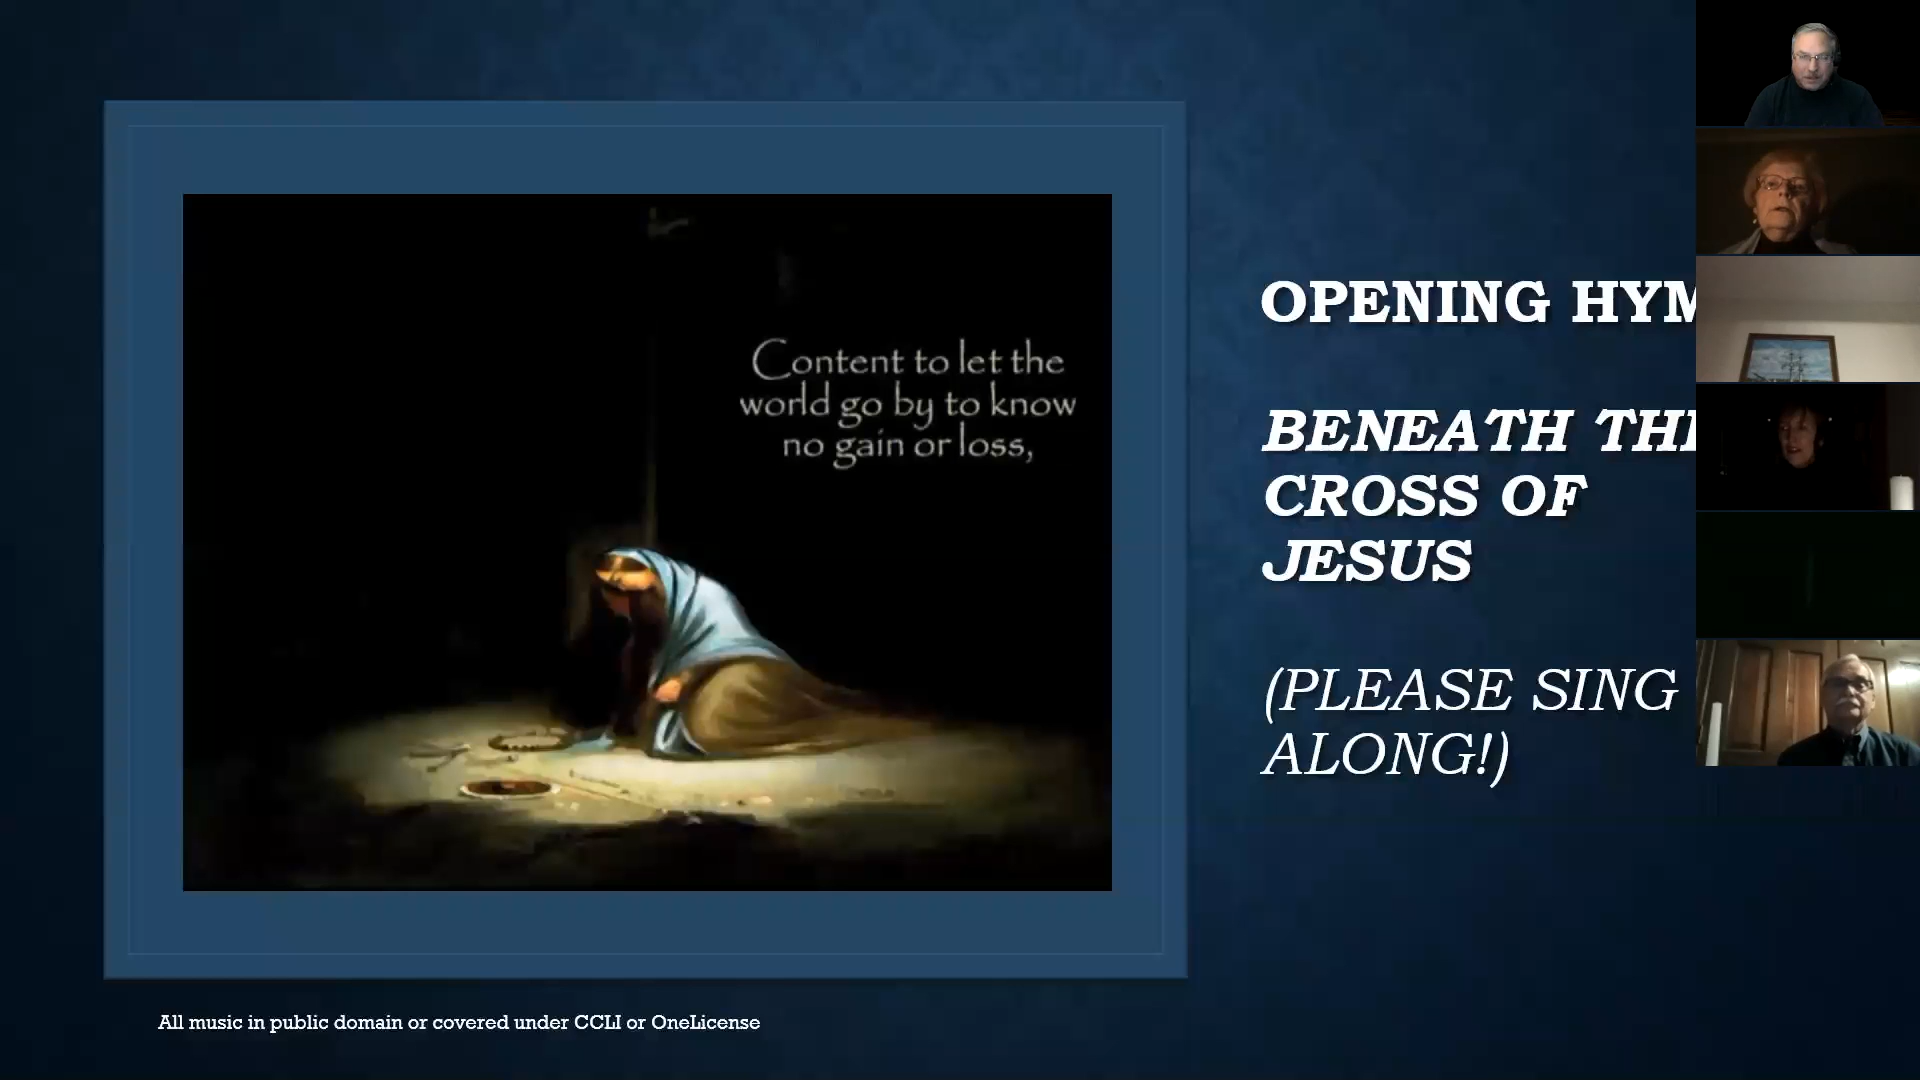 Content to let the
world go by to know
no gain or loss,
OPENING HYM
BENEATH TH
CROSS OF
JESUS
(PLEASE SING
ALONG!)
All music in public domain or covered under CCLI or OneLicense